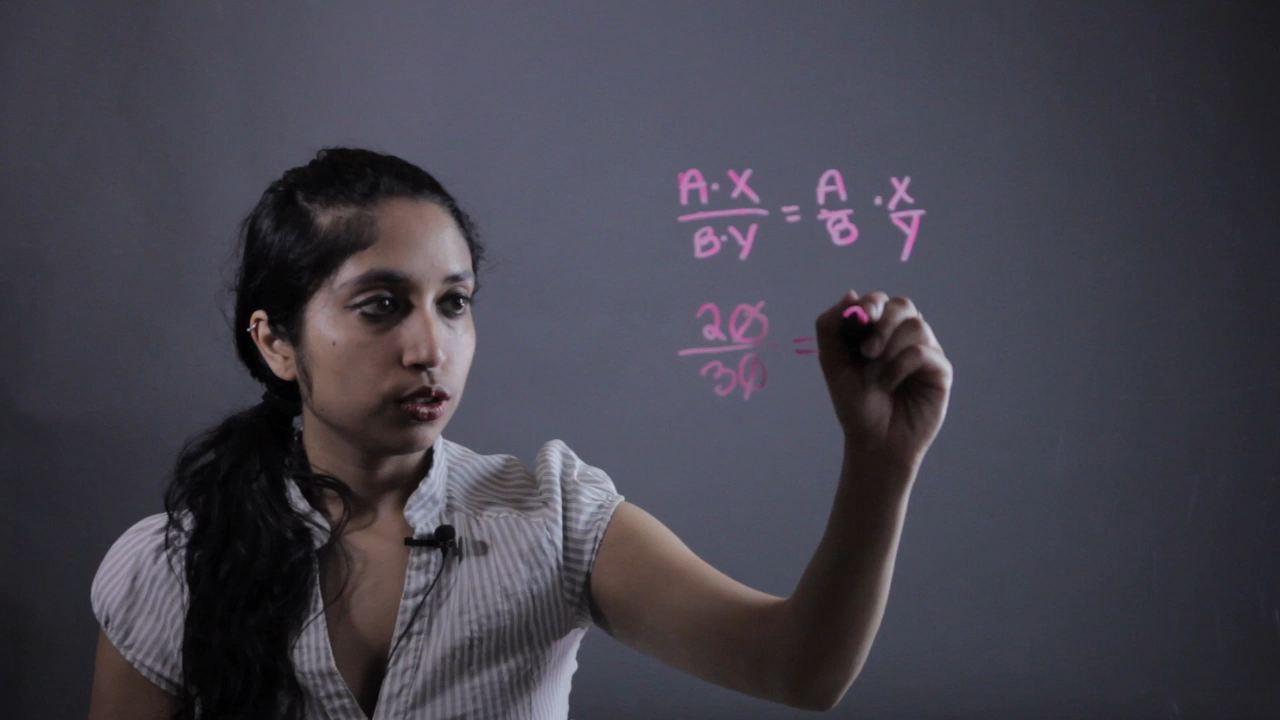 A·X/B·Y = A/B ·X/Y
20/30 =